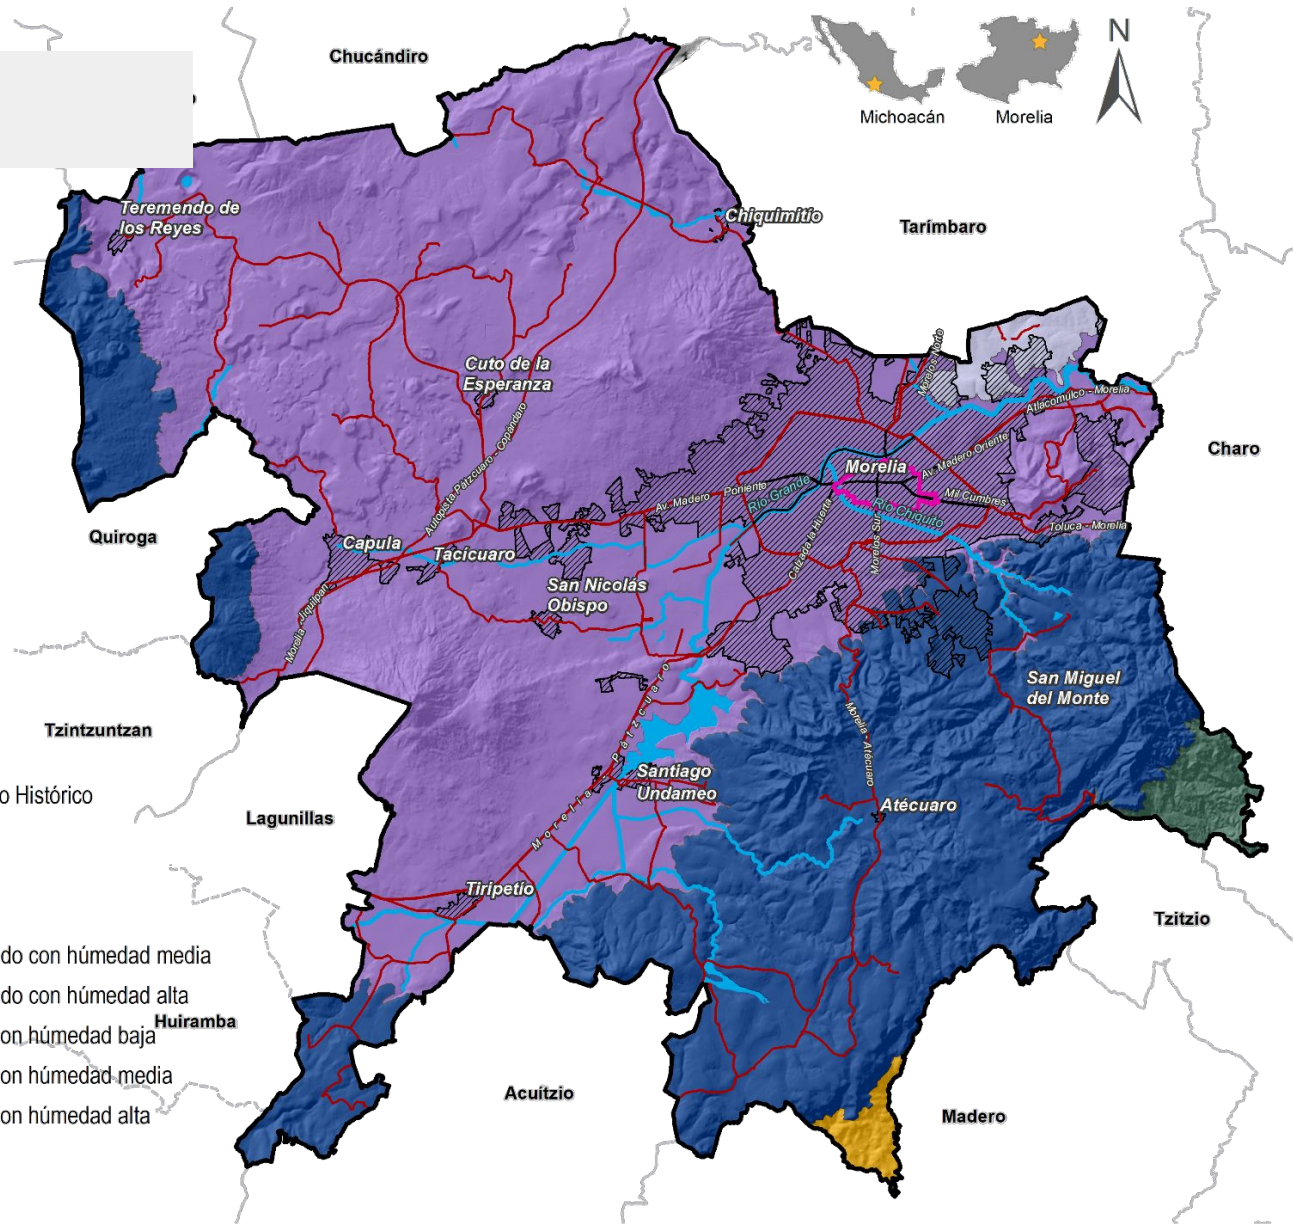 N
Chucándiro
Michoacán
Morelia
Teremendo de
los Reyes
Chiquimitío
Tarímbaro
Morelos Norte
Cuto de la
Esperanza
Atlacomulco - Morelia
Autopista Pátzcuaro - Copándaro
Av. Madero Oriente
Charo
Morelia
Av. Madero Poniente
Río Grande
Mil Cumbres
Río Chiquito
Toluca - Morelia
Quiroga
Capula
Tacícuaro
Calzada la Huerta
Morelos Sur
San Nicolás
Obispo
Morelia - Jiquilpan
San Miguel
del Monte
Tzintzuntzan
Morelia - Pátzcuaro
Morelia - Atécuaro
Santiago
Undameo
o Histórico
Atécuaro
Lagunillas
Tiripetío
Tzitzio
do con húmedad media
do con húmedad alta
Huiramba
on húmedad baja
on húmedad media
Acuítzio
on húmedad alta
Madero